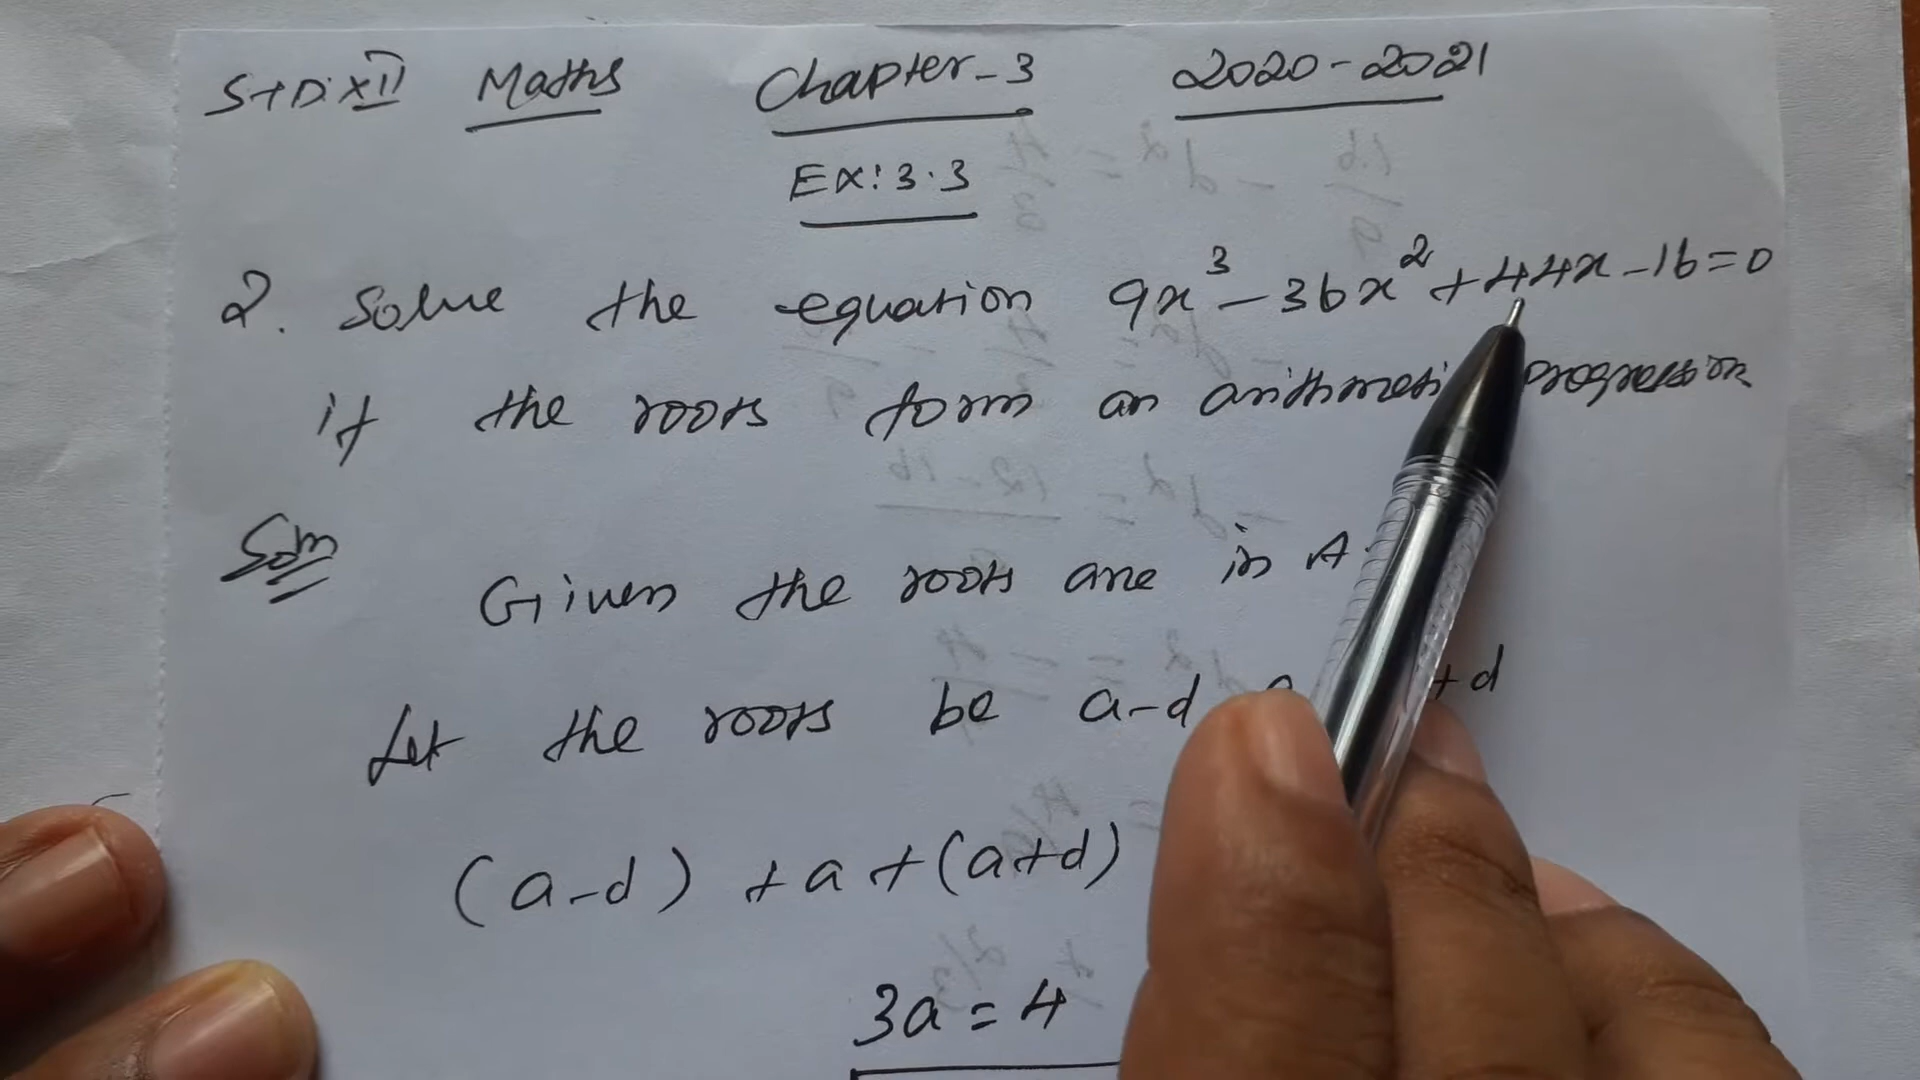 STD: XII Maths Chapter-3 2020-2021
Ex: 3.3
2. Solve the equation 9x³ - 36x² + 44x - 16 = 0
if the roots form an arithmeti progression
Soln
Given the roots are in A.
Let the roots be a-d +d
(a-d) + a + (a+d)
3a = 4